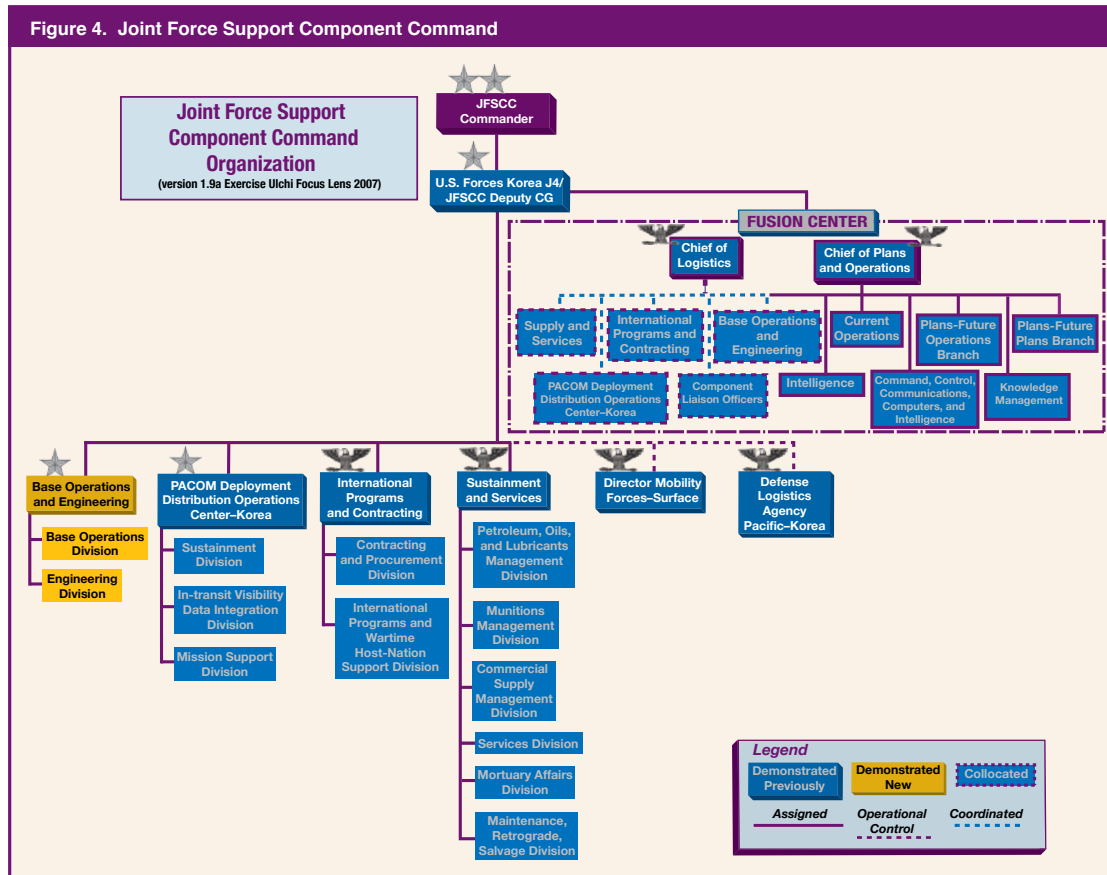 Figure 4. Joint Force Support Component Command
Joint Force Support
Component Command
Organization
(version 1.9a Exercise Ulchi Focus Lens 2007)
JFSCC
Commander
U.S. Forces Korea J4/
JFSCC Deputy CG
FUSION CENTER
Chief of
Logistics
Chief of Plans
and Operations
Supply and
Services
International
Programs and
Contracting
Base Operations
and
Engineering
Current
Operations
Plans-Future
Operations
Branch
Plans-Future
Plans Branch
PACOM Deployment
Distribution Operations
Center–Korea
Component
Liaison Officers
Intelligence
Command, Control,
Communications,
Computers, and
Intelligence
Knowledge
Management
Base Operations
and Engineering
PACOM Deployment
Distribution Operations
Center–Korea
International
Programs
and Contracting
Sustainment
and Services
Director Mobility
Forces–Surface
Defense
Logistics
Agency
Pacific–Korea
Base Operations
Division
Engineering
Division
Sustainment
Division
In-transit Visibility
Data Integration
Division
Mission Support
Division
Contracting
and Procurement
Division
International
Programs and
Wartime
Host-Nation
Support Division
Petroleum, Oils,
and Lubricants
Management
Division
Munitions
Management
Division
Commercial
Supply
Management
Division
Services Division
Mortuary Affairs
Division
Maintenance,
Retrograde,
Salvage Division
Legend
Demonstrated
Previously
Demonstrated
New
Collocated
Assigned
Operational
Control
Coordinated